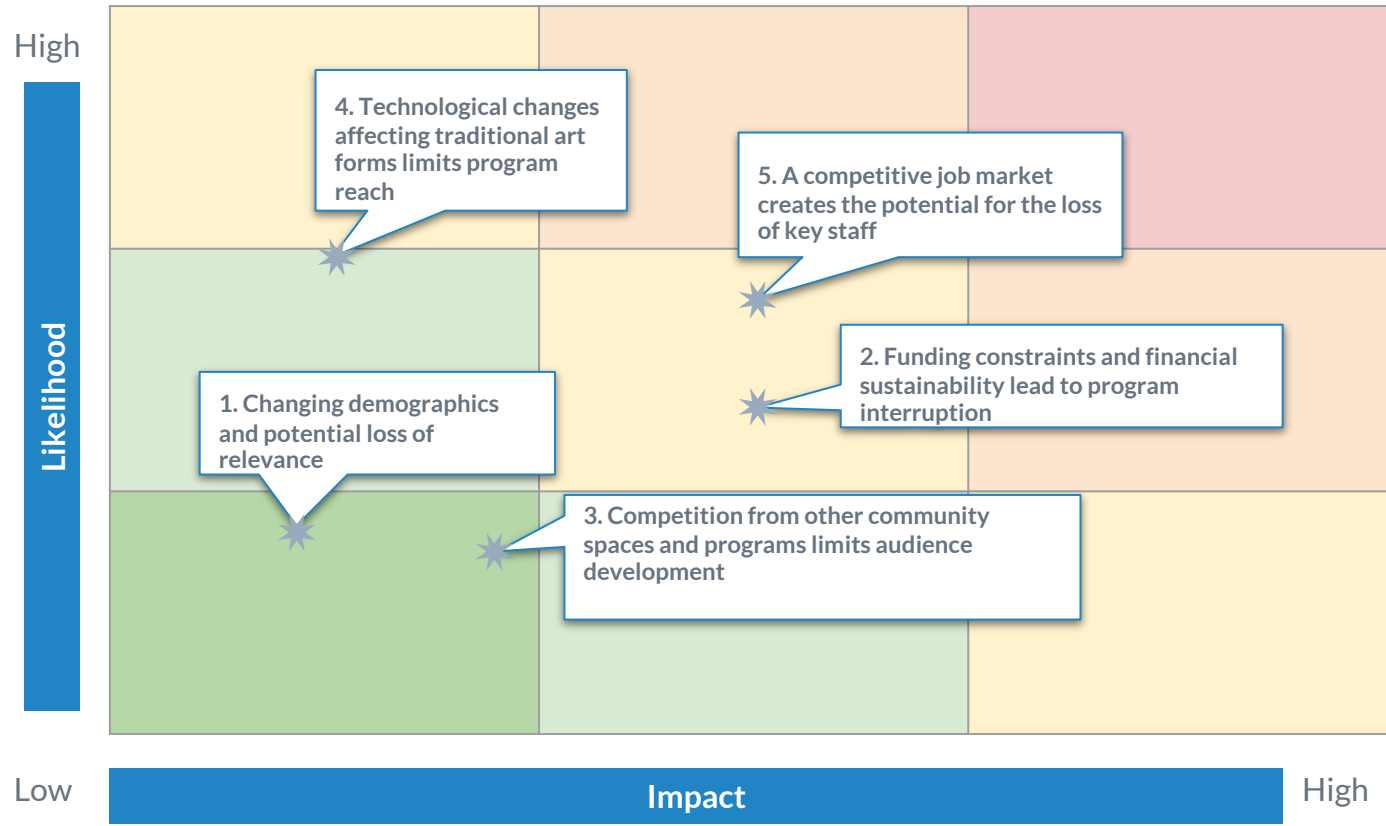 High
4. Technological changes
affecting traditional art
forms limits program
reach
5. A competitive job market
creates the potential for the loss
of key staff
2. Funding constraints and financial
sustainability lead to program
interruption
1. Changing demographics
and potential loss of
relevance
3. Competition from other community
spaces and programs limits audience
development
Likelihood
Low
Impact
High